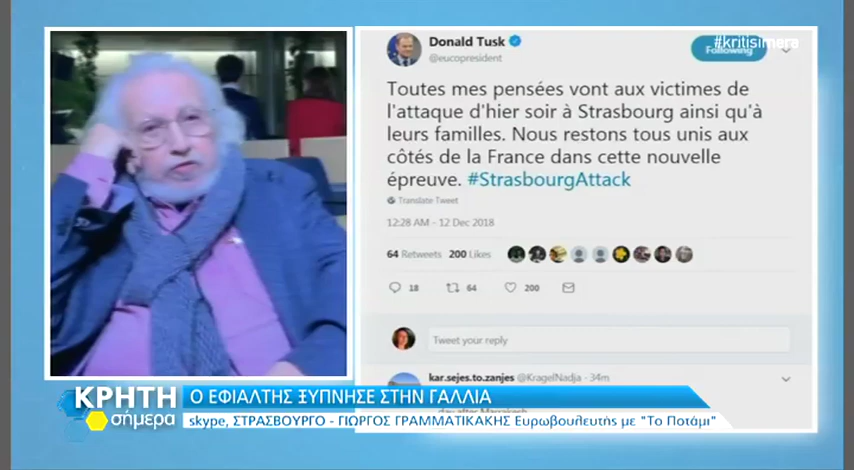 #kritisimera
Donald Tusk
@eucopresident
Following
Toutes mes pensées vont aux victimes de
l'attaque d'hier soir à Strasbourg ainsi qu'à
leurs familles. Nous restons tous unis aux
côtés de la France dans cette nouvelle
épreuve. #StrasbourgAttack
Translate Tweet
12:28 AM - 12 Dec 2018
64 Retweets 200 Likes
18 64 200
Tweet your reply
kar.sejes.to.zanjes @KragelNadja · 34m
day after Marrakesh
ΚΡΗΤΗ
σήμερα
Ο ΕΦΙΑΛΤΗΣ ΞΥΠΝΗΣΕ ΣΤΗΝ ΓΑΛΛΙΑ
skype, ΣΤΡΑΣΒΟΥΡΓΟ - ΓΙΩΡΓΟΣ ΓΡΑΜΜΑΤΙΚΑΚΗΣ Ευρωβουλευτής με "Το Ποτάμι"